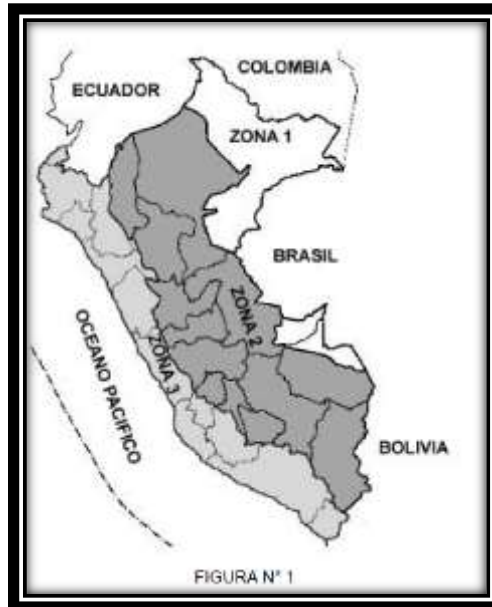 COLOMBIA
ECUADOR
ZONA 1
BRASIL
ZONA 2
OCEANO PACIFICO
ZONA 3
BOLIVIA
FIGURA N° 1